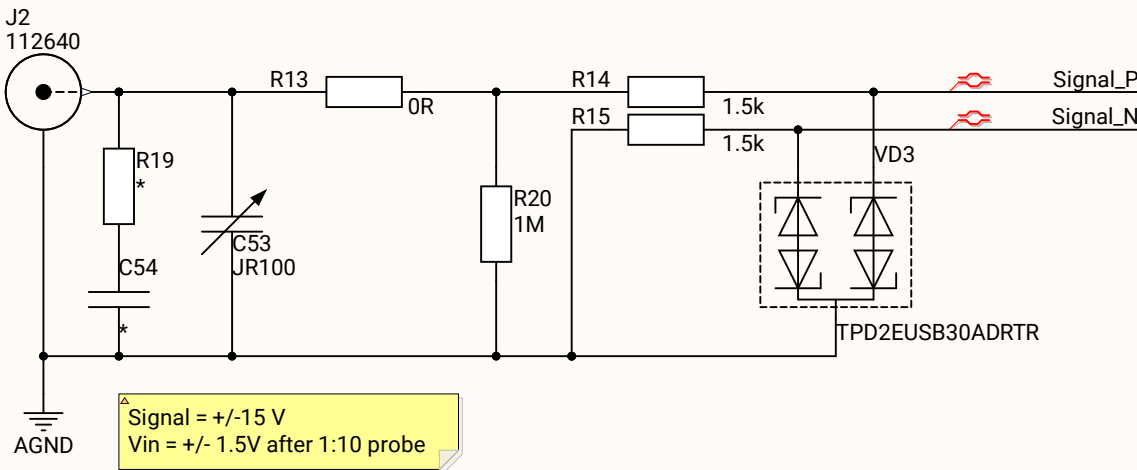 J2
112640
R13
0R
R14
1.5k
Signal_P
R15
1.5k
Signal_N
VD3
R19
*
R20
1M
C53
JR100
C54
*
TPD2EUSB30ADRTR
AGND
Signal = +/-15 V
Vin = +/- 1.5V after 1:10 probe